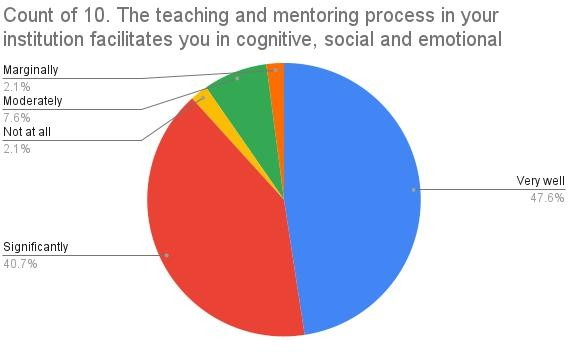 Count of 10. The teaching and mentoring process in your
institution facilitates you in cognitive, social and emotional
Marginally
2.1%
Moderately
7.6%
Not at all
2.1%
Very well
47.6%
Significantly
40.7%